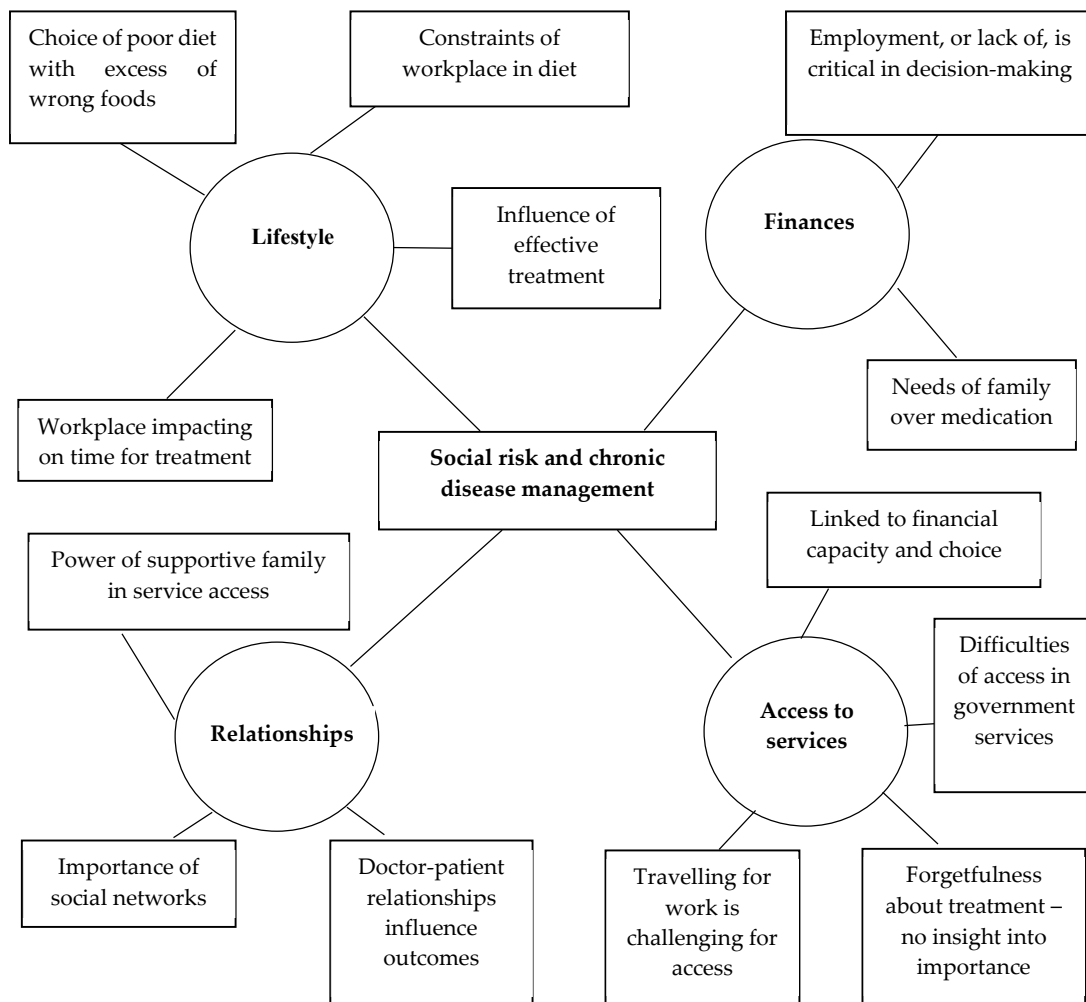 Choice of poor diet
with excess of
wrong foods
Constraints of
workplace in diet
Employment, or lack of, is
critical in decision-making
Lifestyle
Influence of
effective
treatment
Finances
Workplace impacting
on time for treatment
Needs of family
over medication
Social risk and chronic
disease management
Power of supportive family
in service access
Linked to financial
capacity and choice
Relationships
Access to
services
Difficulties
of access in
government
services
Importance of
social networks
Doctor-patient
relationships
influence
outcomes
Travelling for
work is
challenging for
access
Forgetfulness
about treatment –
no insight into
importance